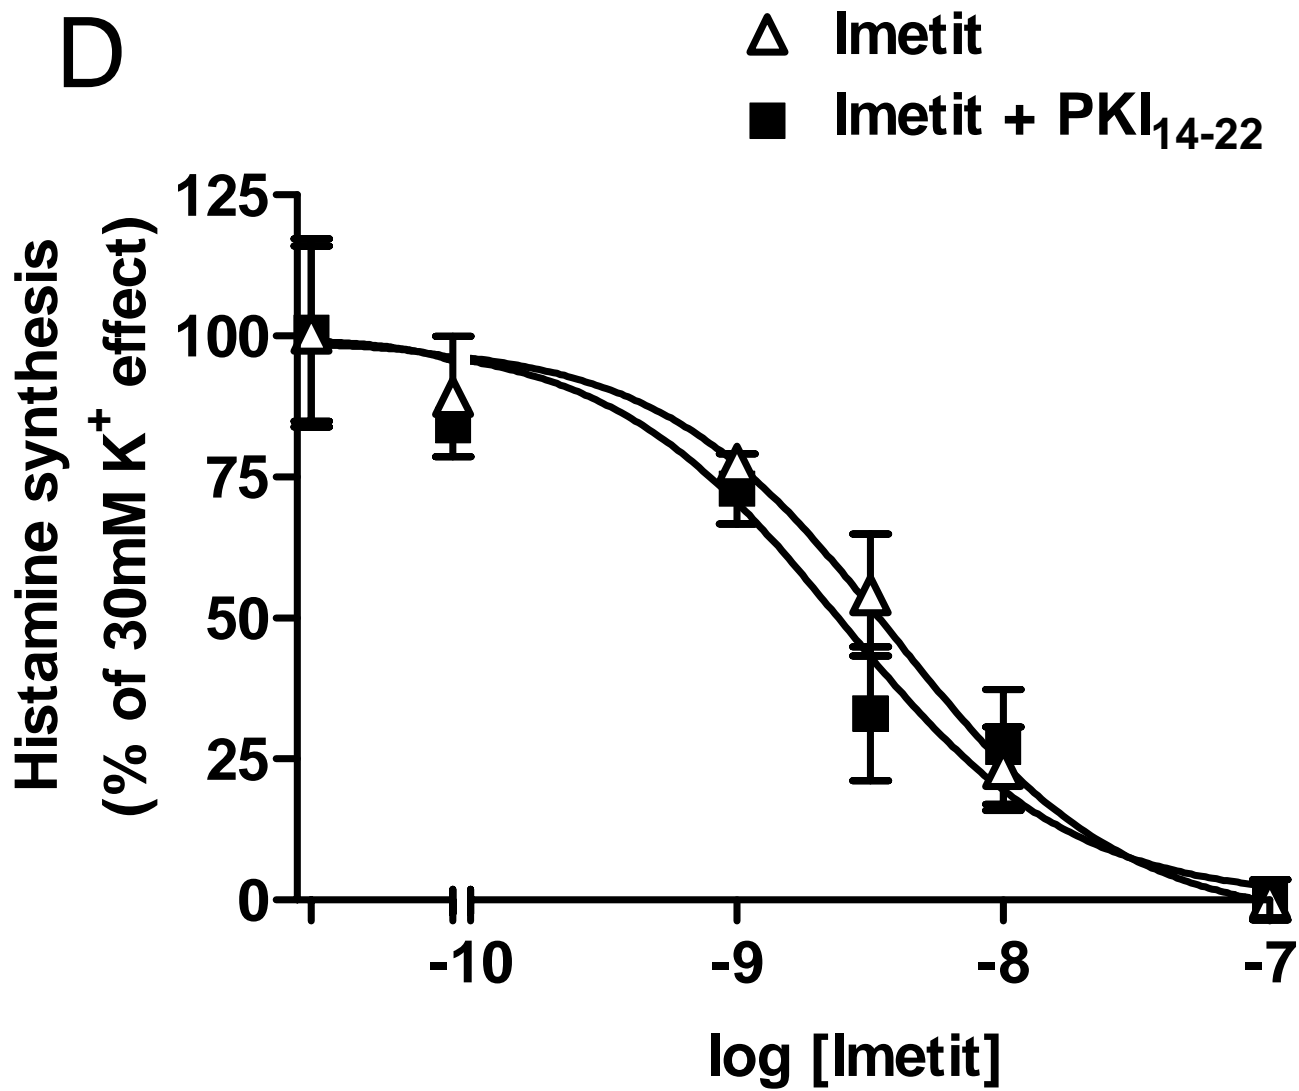 D
Imetit
Imetit + PKI14-22
Histamine synthesis
(% of 30mM K+ effect)
125
100
75
50
25
0
-10 -9 -8 -7
log [Imetit]